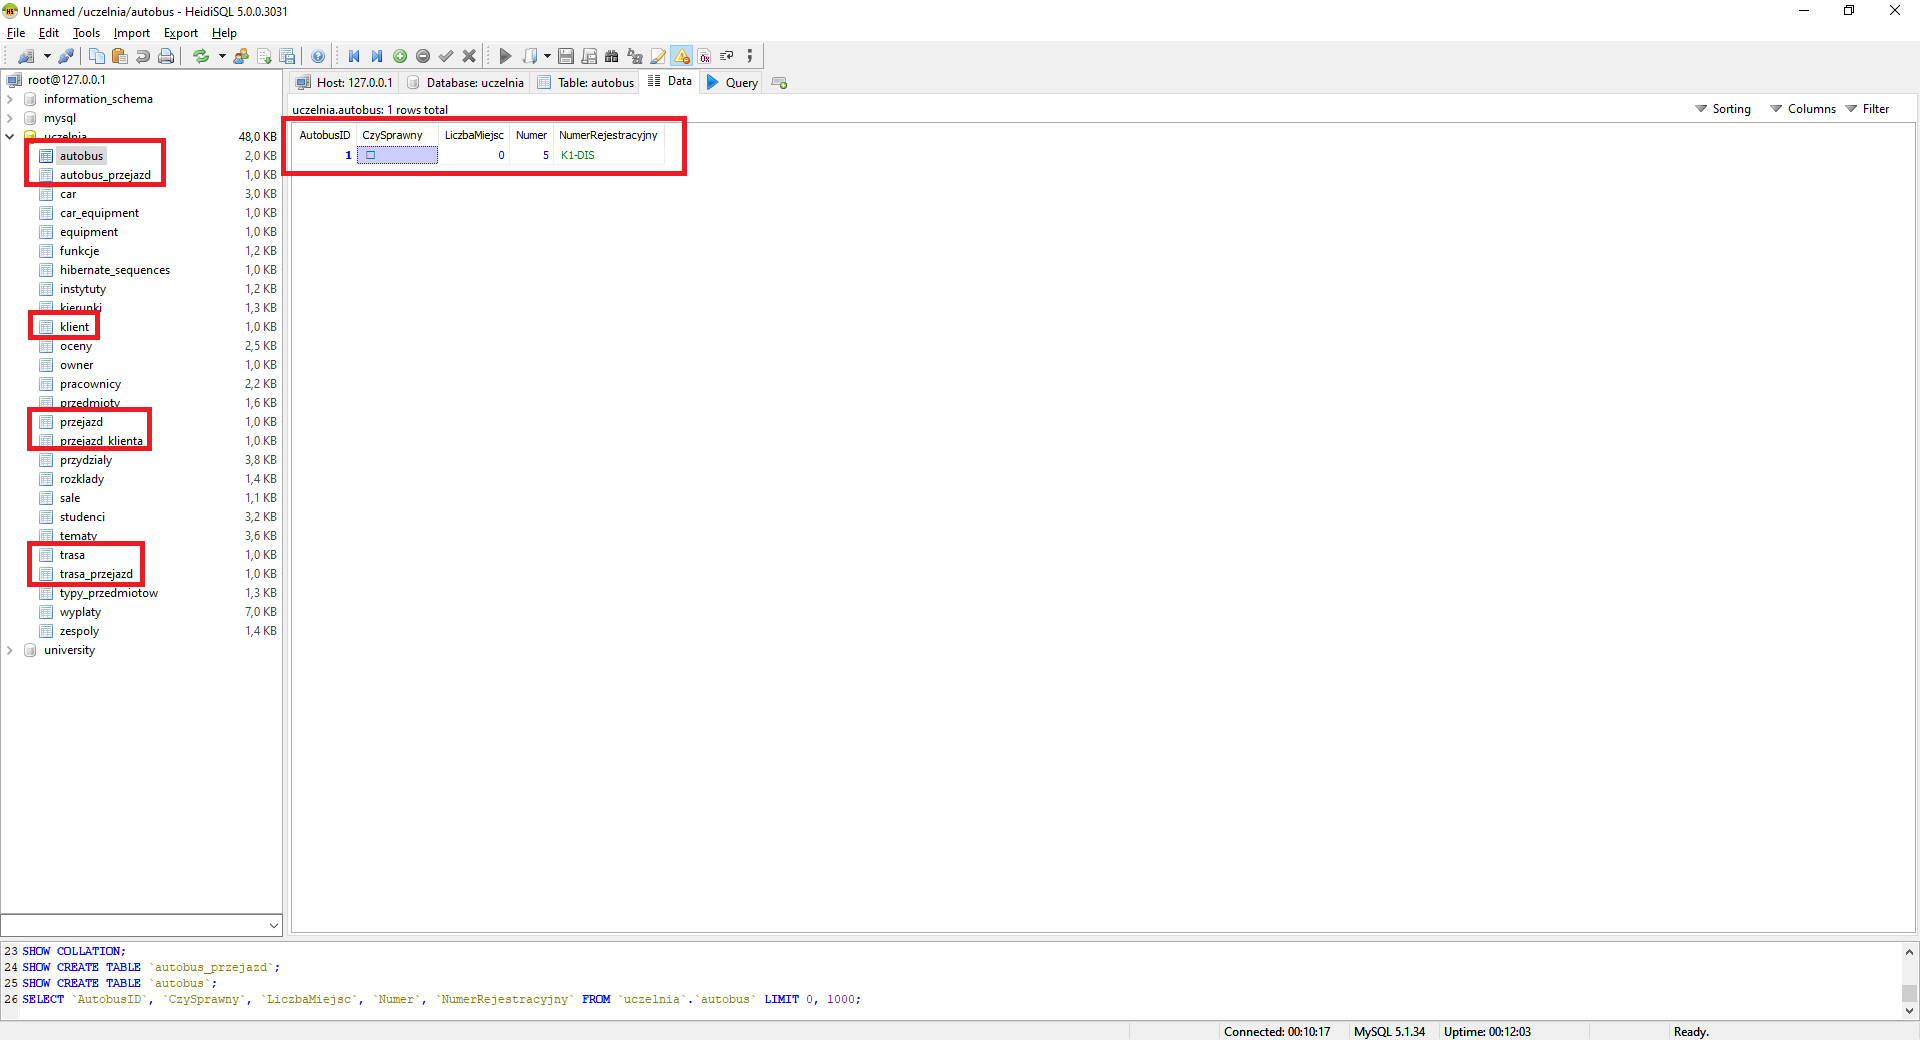 Unnamed /uczelnia/autobus - HeidiSQL 5.0.0.3031
File Edit Tools Import Export Help
root@127.0.0.1
information_schema
mysql
uczelnia 48,0 KB
autobus 2,0 KB
autobus_przejazd 1,0 KB
car 3,0 KB
car_equipment 1,0 KB
equipment 1,0 KB
funkcje 1,2 KB
hibernate_sequences 1,0 KB
instytuty 1,2 KB
kierunki 1,3 KB
klient 1,0 KB
oceny 2,5 KB
owner 1,0 KB
pracownicy 2,2 KB
przedmioty 1,6 KB
przejazd 1,0 KB
przejazd_klienta 1,0 KB
przydzialy 3,8 KB
rozklady 1,4 KB
sale 1,1 KB
studenci 3,2 KB
tematy 3,6 KB
trasa 1,0 KB
trasa_przejazd 1,0 KB
typy_przedmiotow 1,3 KB
wyplaty 7,0 KB
zespoly 1,4 KB
university
Host: 127.0.0.1 Database: uczelnia Table: autobus Data Query
uczelnia.autobus: 1 rows total Sorting Columns Filter
AutobusID CzySprawny LiczbaMiejsc Numer NumerRejestracyjny
1 0 5 K1-DIS
23 SHOW COLLATION;
24 SHOW CREATE TABLE `autobus_przejazd`;
25 SHOW CREATE TABLE `autobus`;
26 SELECT `AutobusID`, `CzySprawny`, `LiczbaMiejsc`, `Numer`, `NumerRejestracyjny` FROM `uczelnia`.`autobus` LIMIT 0, 1000;
Connected: 00:10:17 MySQL 5.1.34 Uptime: 00:12:03 Ready.